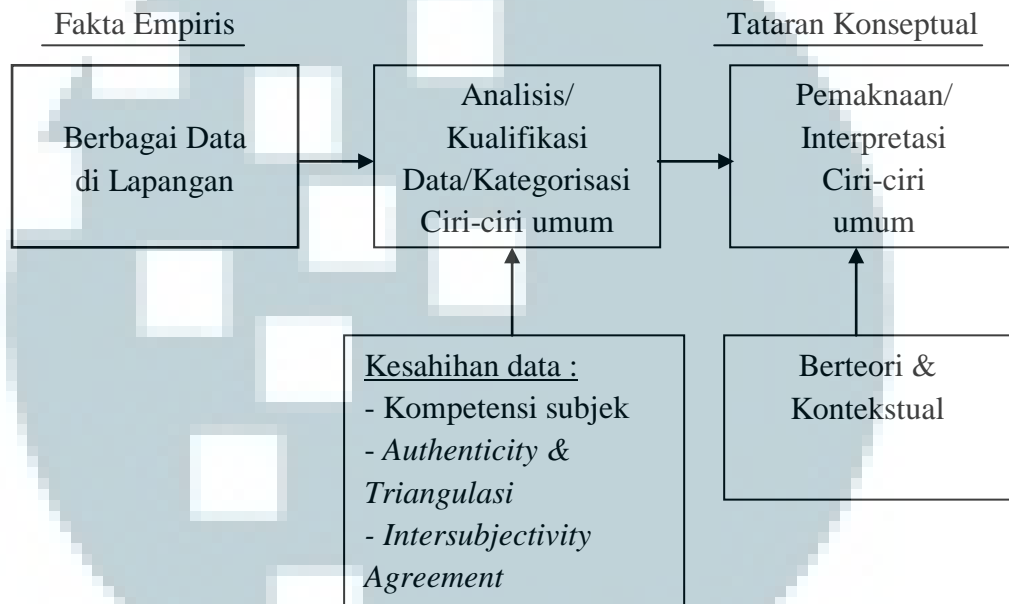 Fakta Empiris
Tataran Konseptual
Berbagai Data
di Lapangan
Analisis/
Kualifikasi
Data/Kategorisasi
Ciri-ciri umum
Pemaknaan/
Interpretasi
Ciri-ciri
umum
Kesahihan data :
- Kompetensi subjek
- Authenticity &
Triangulasi
- Intersubjectivity
Agreement
Berteori &
Kontekstual